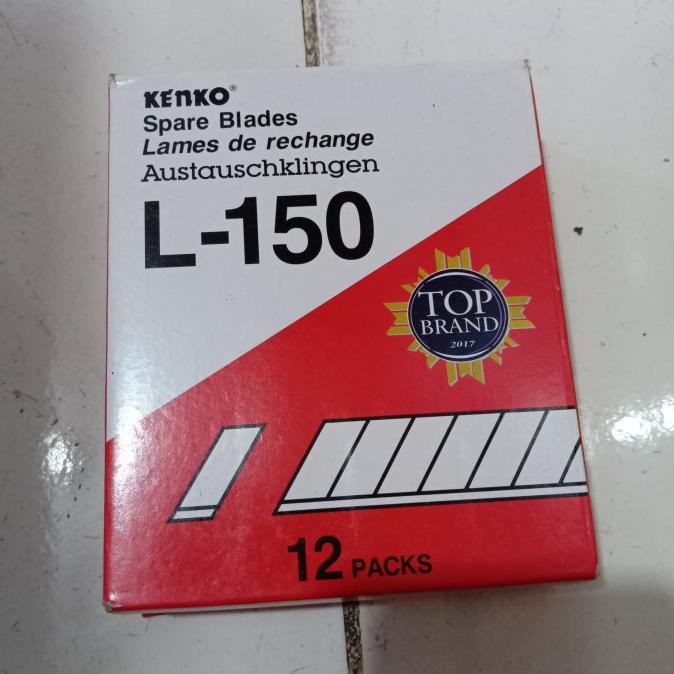 KENKO®
Spare Blades
Lames de rechange
Austauschklingen
L-150
TOP
BRAND
2017
12 PACKS